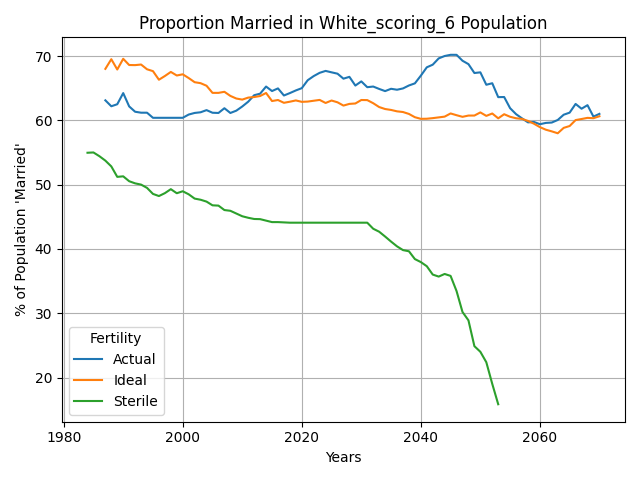 Proportion Married in White_scoring_6 Population
% of Population 'Married'
70
60
50
40
30
20
Fertility
Actual
Ideal
Sterile
1980
2000
2020
2040
2060
Years